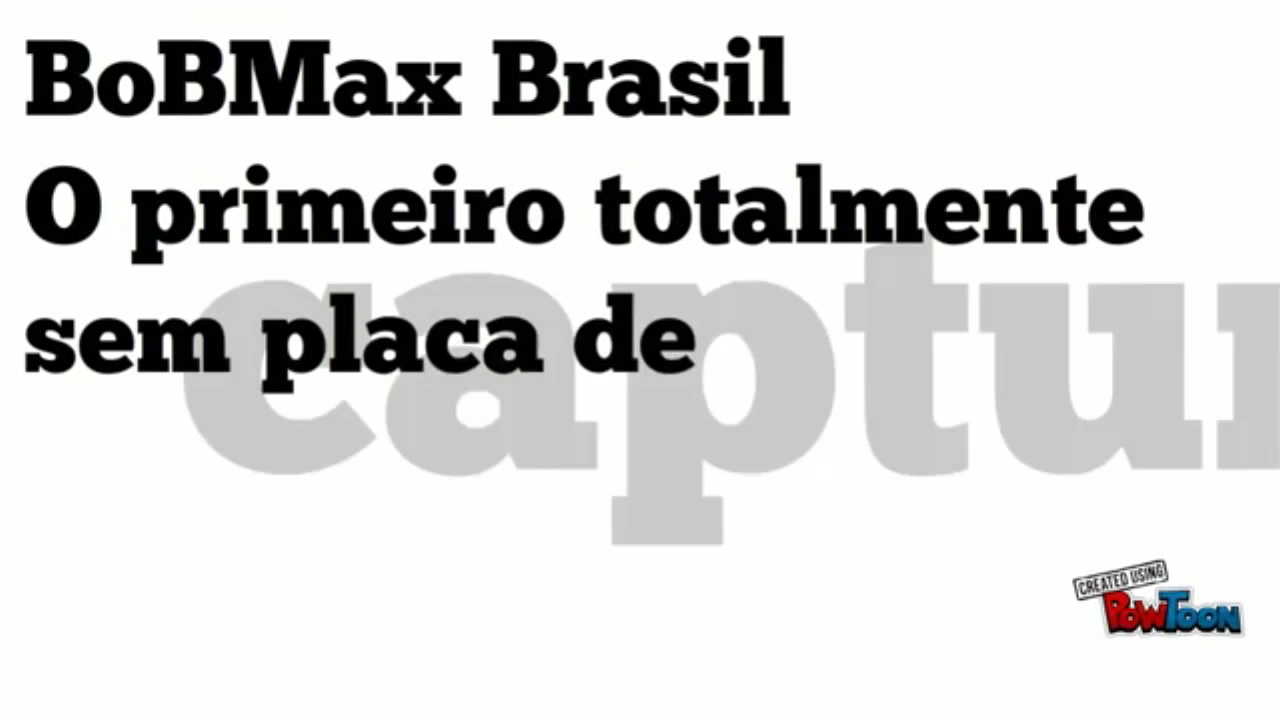 BoBMax Brasil
O primeiro totalmente
sem placa de
captu
CREATED USING
POWTOON